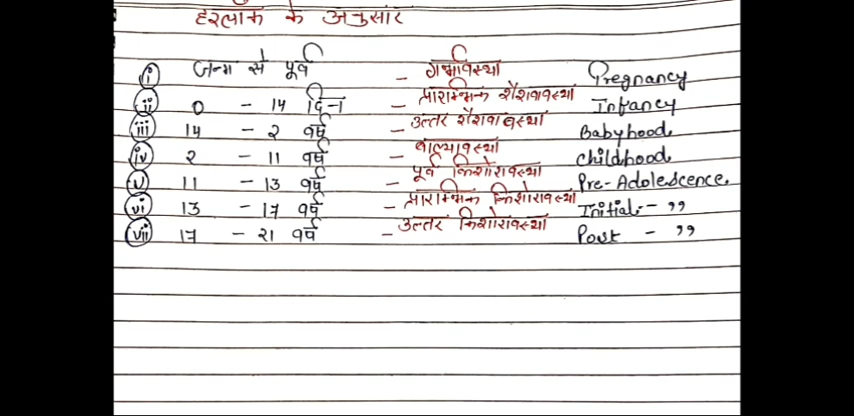 हरलॉक के अनुसार
(i) जन्म से पूर्व - गर्भावस्था Pregnancy
(ii) 0 - 14 दिन - प्रारम्भिक शैशवावस्था Infancy
(iii) 14 - 2 वर्ष - उत्तर शैशवावस्था Babyhood
(iv) 2 - 11 वर्ष - बाल्यावस्था Childhood
(v) 11 - 13 वर्ष - पूर्व किशोरावस्था Pre-Adolescence.
(vi) 13 - 17 वर्ष - प्रारम्भिक किशोरावस्था Initial - ,,
(vii) 17 - 21 वर्ष - उत्तर किशोरावस्था Post - ,,